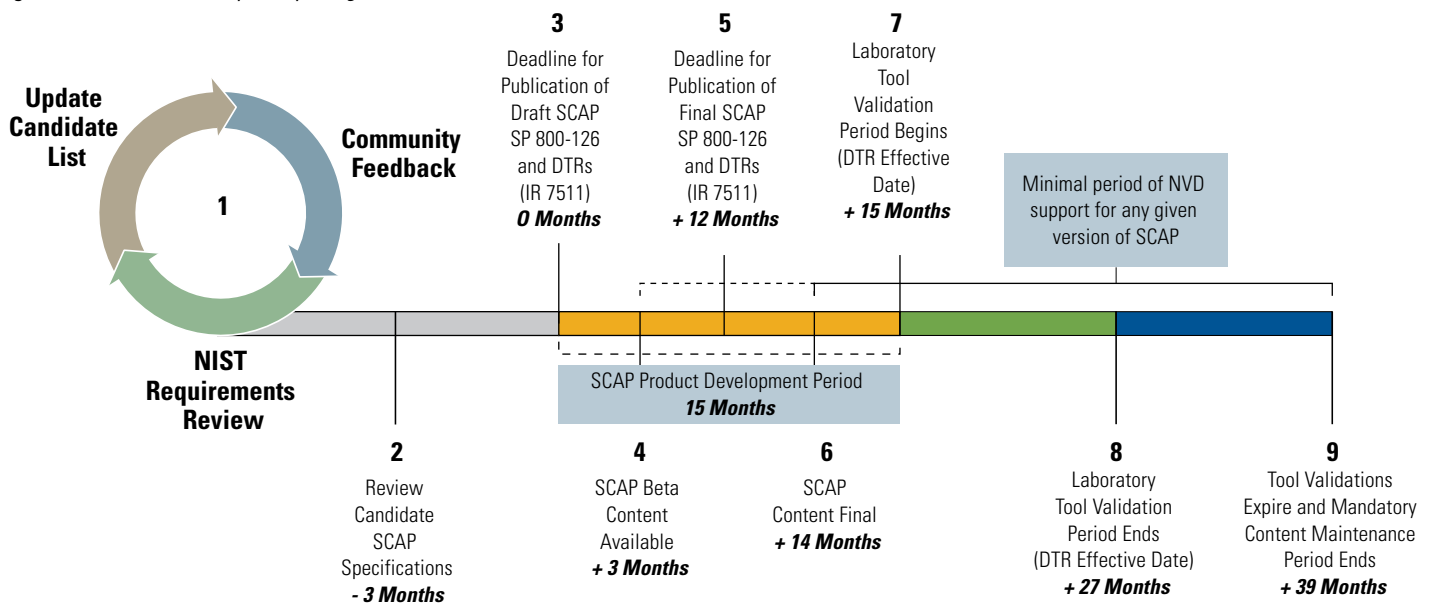 3
Deadline for
Publication of
Draft SCAP
SP 800-126
and DTRs
(IR 7511)
0 Months
5
Deadline for
Publication of
Final SCAP
SP 800-126
and DTRs
(IR 7511)
+ 12 Months
7
Laboratory
Tool
Validation
Period Begins
(DTR Effective
Date)
+ 15 Months
Update
Candidate
List
1
Community
Feedback
NIST
Requirements
Review
Minimal period of NVD
support for any given
version of SCAP
SCAP Product Development Period
15 Months
2
Review
Candidate
SCAP
Specifications
- 3 Months
4
SCAP Beta
Content
Available
+ 3 Months
6
SCAP
Content Final
+ 14 Months
8
Laboratory
Tool Validation
Period Ends
(DTR Effective Date)
+ 27 Months
9
Tool Validations
Expire and Mandatory
Content Maintenance
Period Ends
+ 39 Months